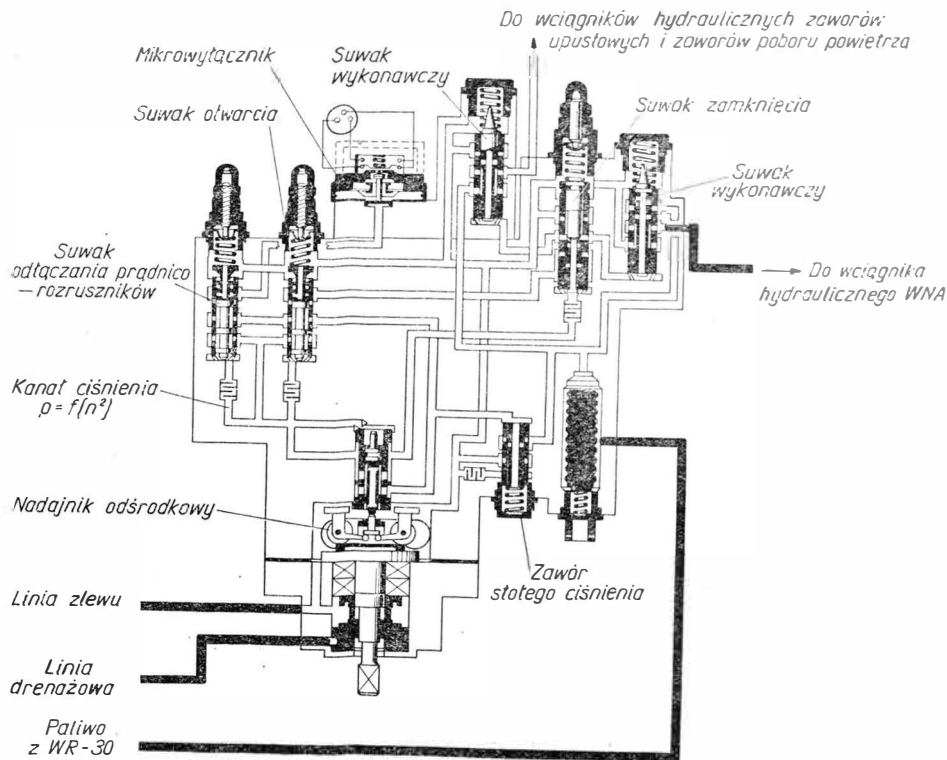 Do wciągników hydraulicznych zaworów
upustowych i zaworów poboru powietrza
Mikrowyłącznik
Suwak
wykonawczy
Suwak otwarcia
Suwak zamknięcia
Suwak
wykonawczy
Suwak
odłączania prądnico
—rozruszników
Do wciągnika
hydraulicznego WNA
Kanał ciśnienia
p = f(n²)
Nadajnik odśrodkowy
Zawór
stałego ciśnienia
Linia zlewu
Linia
drenażowa
Paliwo
z WR-30